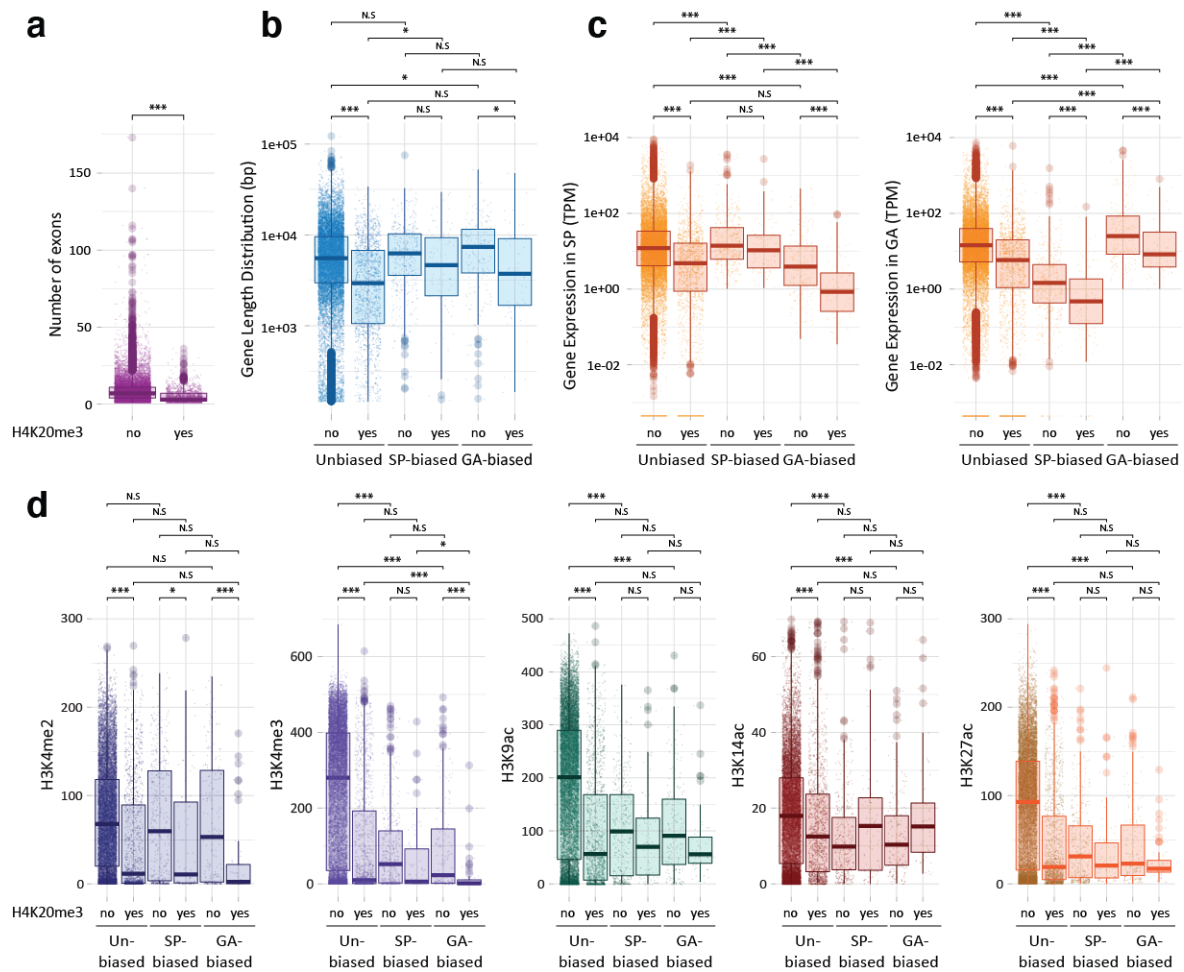 a
b
c
N.S
*
N.S
N.S
*
N.S
***
N.S
*
***
***
***
***
***
N.S
***
N.S
***
***
***
***
***
***
***
***
***
***
***
Number of exons
150
100
50
0
H4K20me3
no yes
Gene Length Distribution (bp)
1e+05
1e+04
1e+03
no yes no yes no yes
Unbiased SP-biased GA-biased
Gene Expression in SP (TPM)
1e+04
1e+02
1e+00
1e-02
no yes no yes no yes
Unbiased SP-biased GA-biased
Gene Expression in GA (TPM)
1e+04
1e+02
1e+00
1e-02
no yes no yes no yes
Unbiased SP-biased GA-biased
d
N.S
N.S
N.S
N.S
N.S
N.S
***
*
***
H3K4me2
300
200
100
0
H4K20me3
no yes no yes no yes
Un- SP- GA-
biased biased biased
***
N.S
N.S
*
***
***
***
N.S
***
H3K4me3
600
400
200
0
no yes no yes no yes
Un- SP- GA-
biased biased biased
***
N.S
N.S
N.S
***
N.S
***
N.S
N.S
H3K9ac
500
400
300
200
100
0
no yes no yes no yes
Un- SP- GA-
biased biased biased
***
N.S
N.S
N.S
***
N.S
***
N.S
N.S
H3K14ac
60
40
20
0
no yes no yes no yes
Un- SP- GA-
biased biased biased
***
N.S
N.S
N.S
***
N.S
***
N.S
N.S
H3K27ac
300
200
100
0
no yes no yes no yes
Un- SP- GA-
biased biased biased